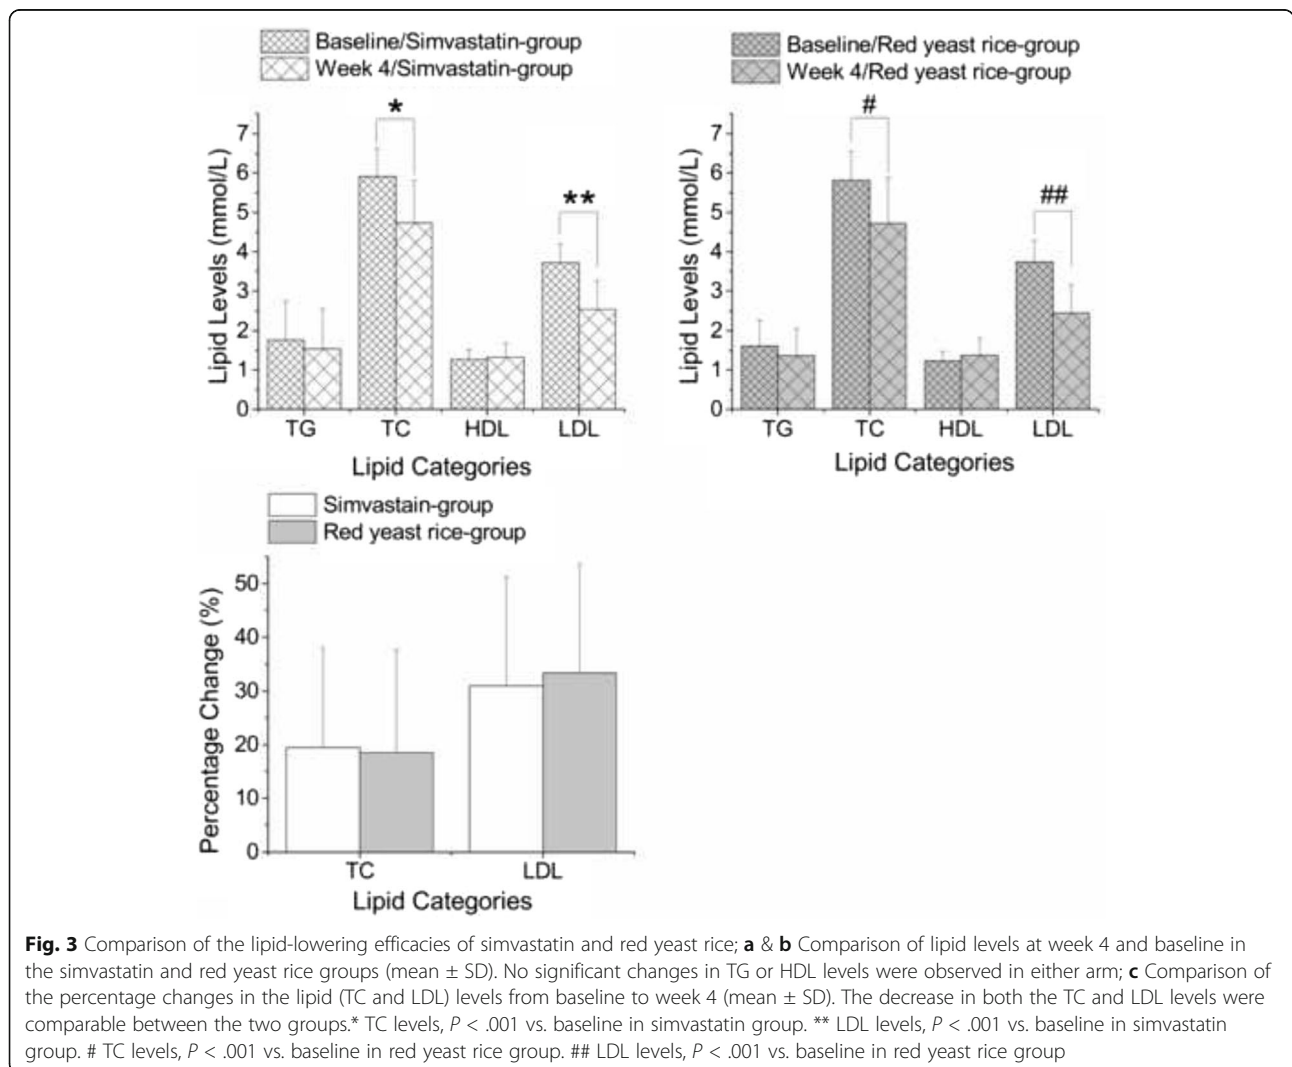 Baseline/Simvastatin-group
Week 4/Simvastatin-group
*
**
Lipid Levels (mmol/L)
7
6
5
4
3
2
1
0
TG TC HDL LDL
Lipid Categories
Baseline/Red yeast rice-group
Week 4/Red yeast rice-group
#
##
Lipid Levels (mmol/L)
7
6
5
4
3
2
1
0
TG TC HDL LDL
Lipid Categories
Simvastain-group
Red yeast rice-group
Percentage Change (%)
50
40
30
20
10
0
TC LDL
Lipid Categories
Fig. 3 Comparison of the lipid-lowering efficacies of simvastatin and red yeast rice; a & b Comparison of lipid levels at week 4 and baseline in
the simvastatin and red yeast rice groups (mean ± SD). No significant changes in TG or HDL levels were observed in either arm; c Comparison of
the percentage changes in the lipid (TC and LDL) levels from baseline to week 4 (mean ± SD). The decrease in both the TC and LDL levels were
comparable between the two groups.* TC levels, P < .001 vs. baseline in simvastatin group. ** LDL levels, P < .001 vs. baseline in simvastatin
group. # TC levels, P < .001 vs. baseline in red yeast rice group. ## LDL levels, P < .001 vs. baseline in red yeast rice group